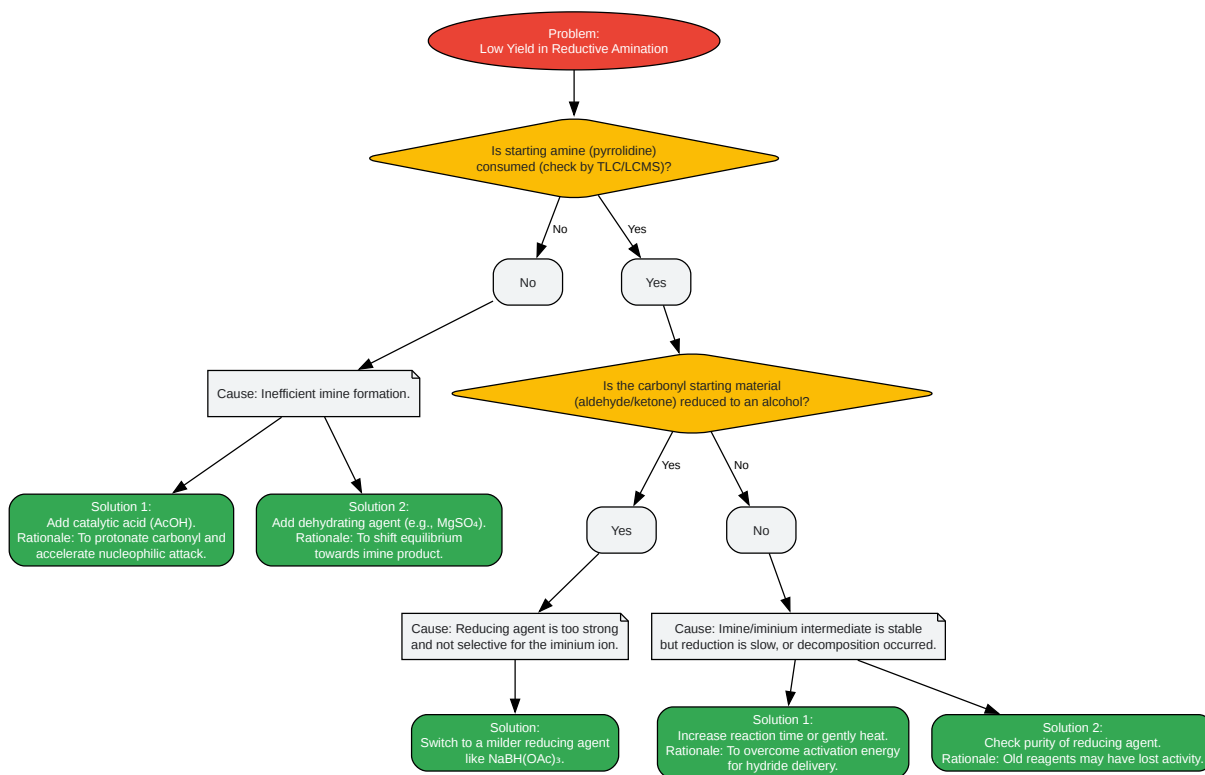 Problem:
Low Yield in Reductive Amination
Is starting amine (pyrrolidine)
consumed (check by TLC/LCMS)?
No
Yes
No
Yes
Cause: Inefficient imine formation.
Is the carbonyl starting material
(aldehyde/ketone) reduced to an alcohol?
Yes
No
Solution 1:
Add catalytic acid (AcOH).
Rationale: To protonate carbonyl and
accelerate nucleophilic attack.
Solution 2:
Add dehydrating agent (e.g., MgSO₄).
Rationale: To shift equilibrium
towards imine product.
Yes
No
Cause: Reducing agent is too strong
and not selective for the iminium ion.
Cause: Imine/iminium intermediate is stable
but reduction is slow, or decomposition occurred.
Solution:
Switch to a milder reducing agent
like NaBH(OAc)₃.
Solution 1:
Increase reaction time or gently heat.
Rationale: To overcome activation energy
for hydride delivery.
Solution 2:
Check purity of reducing agent.
Rationale: Old reagents may have lost activity.